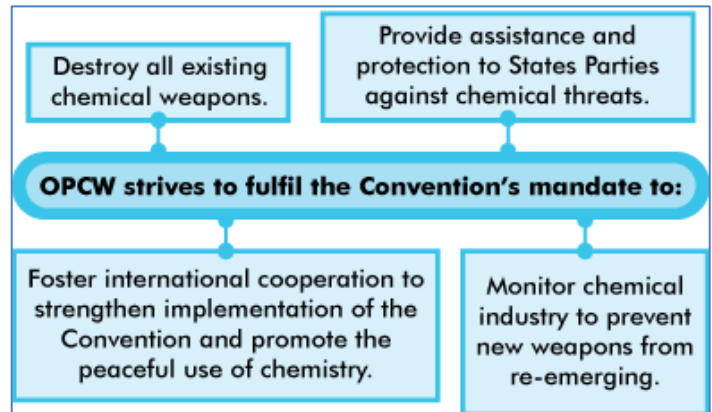 Destroy all existing
chemical weapons.
Provide assistance and
protection to States Parties
against chemical threats.
OPCW strives to fulfil the Convention's mandate to:
Foster international cooperation to
strengthen implementation of the
Convention and promote the
peaceful use of chemistry.
Monitor chemical
industry to prevent
new weapons from
re-emerging.